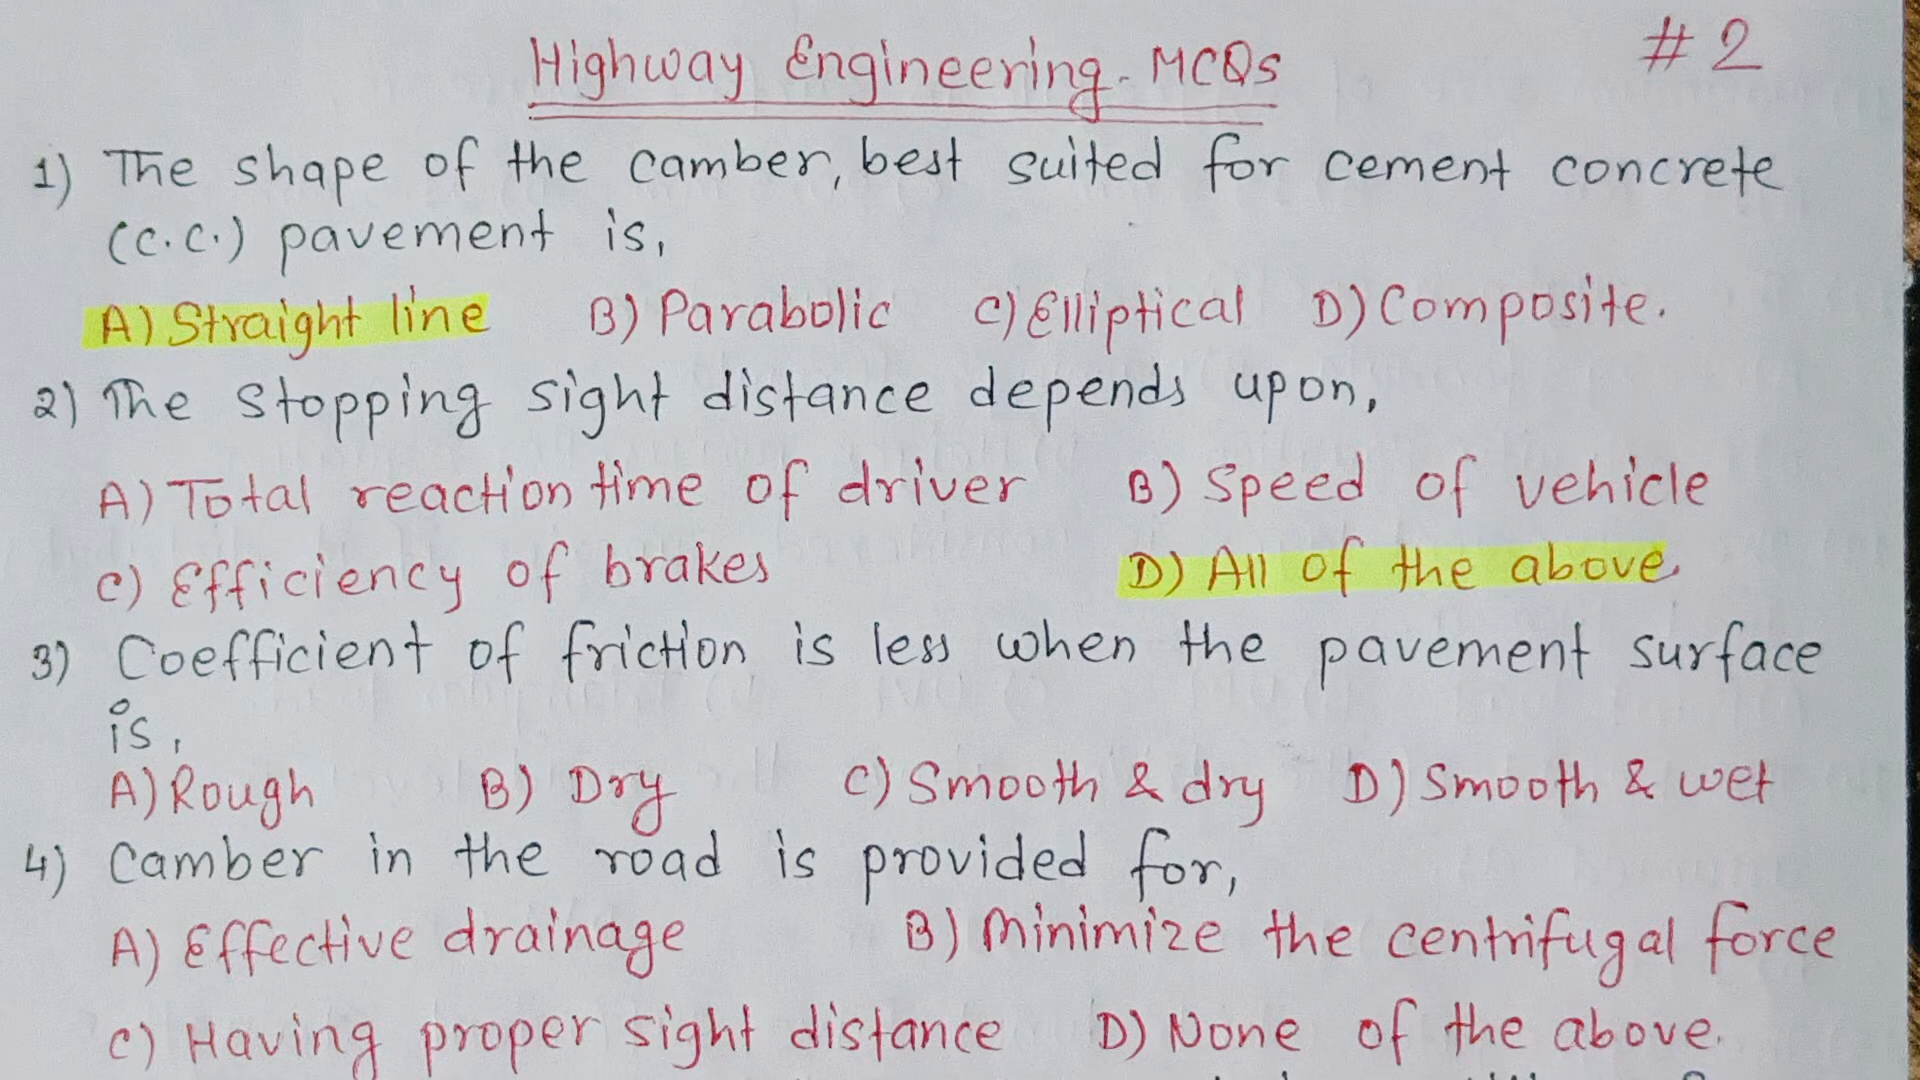 Highway Engineering - MCQs
#2
1) The shape of the camber, best suited for cement concrete
(c.c.) pavement is,
A) Straight line B) Parabolic C) Elliptical D) Composite.
2) The stopping sight distance depends upon,
A) Total reaction time of driver B) Speed of vehicle
C) Efficiency of brakes D) All of the above
3) Coefficient of friction is less when the pavement surface
is,
A) Rough B) Dry C) Smooth & dry D) Smooth & wet
4) Camber in the road is provided for,
A) Effective drainage B) Minimize the centrifugal force
C) Having proper sight distance D) None of the above.